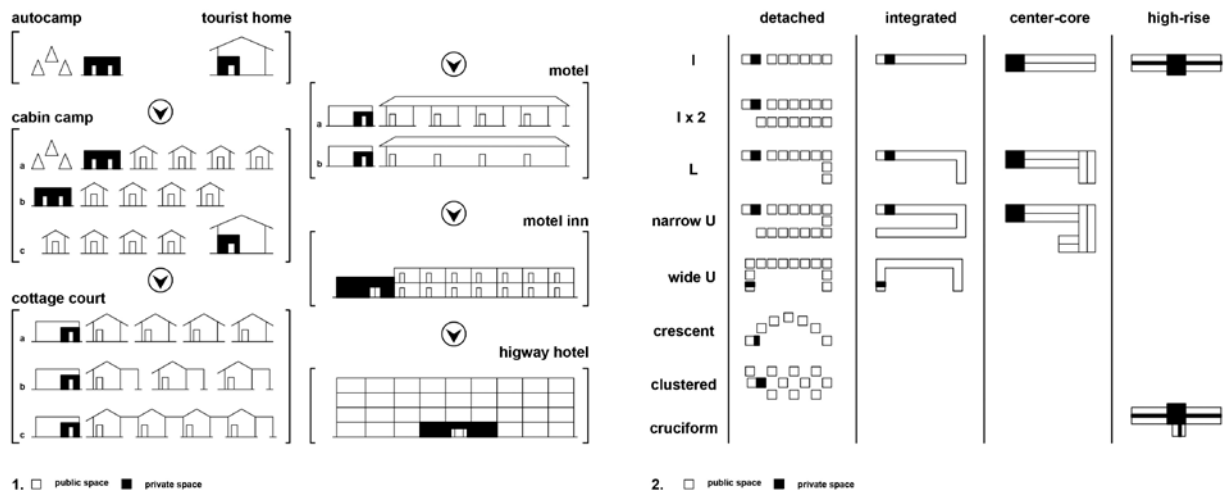 autocamp
tourist home
cabin camp
a
b
c
cottage court
a
b
c
motel
a
b
motel inn
higway hotel
1. public space private space
detached integrated center-core high-rise
I
I x 2
L
narrow U
wide U
crescent
clustered
cruciform
2. public space private space